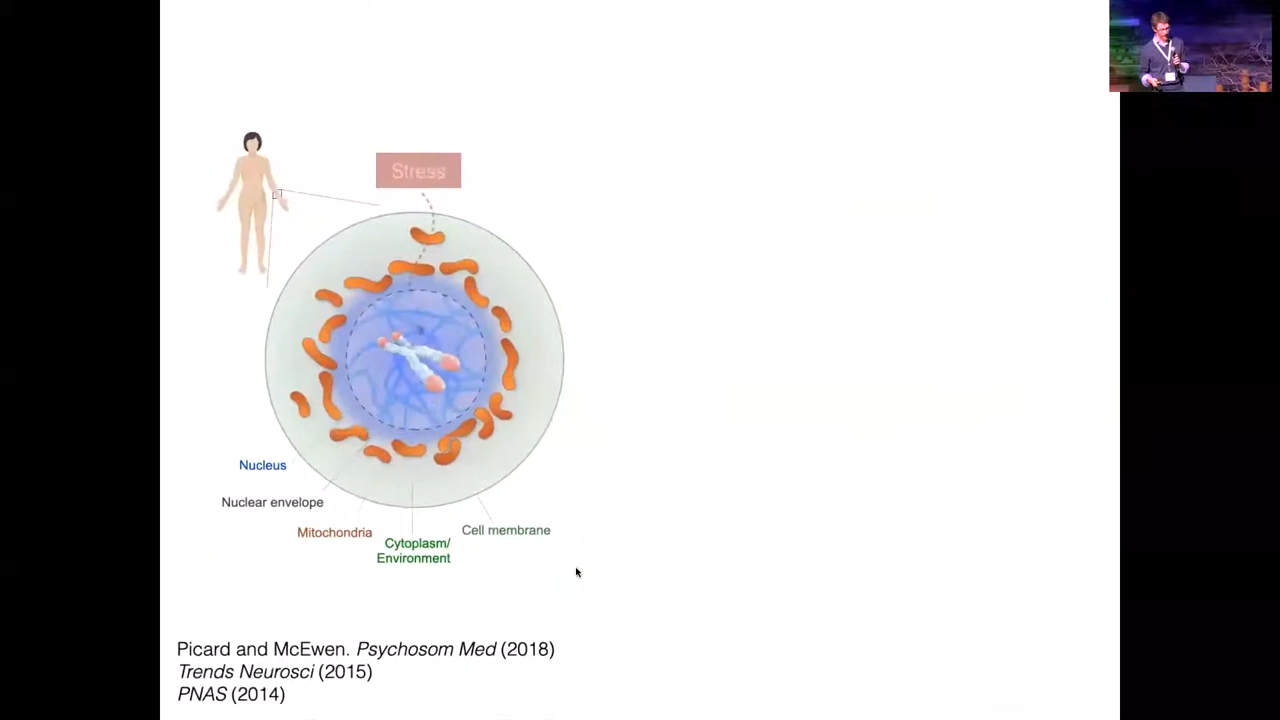 Stress
Nucleus
Nuclear envelope
Mitochondria
Cytoplasm/
Environment
Cell membrane
Picard and McEwen. Psychosom Med (2018)
Trends Neurosci (2015)
PNAS (2014)